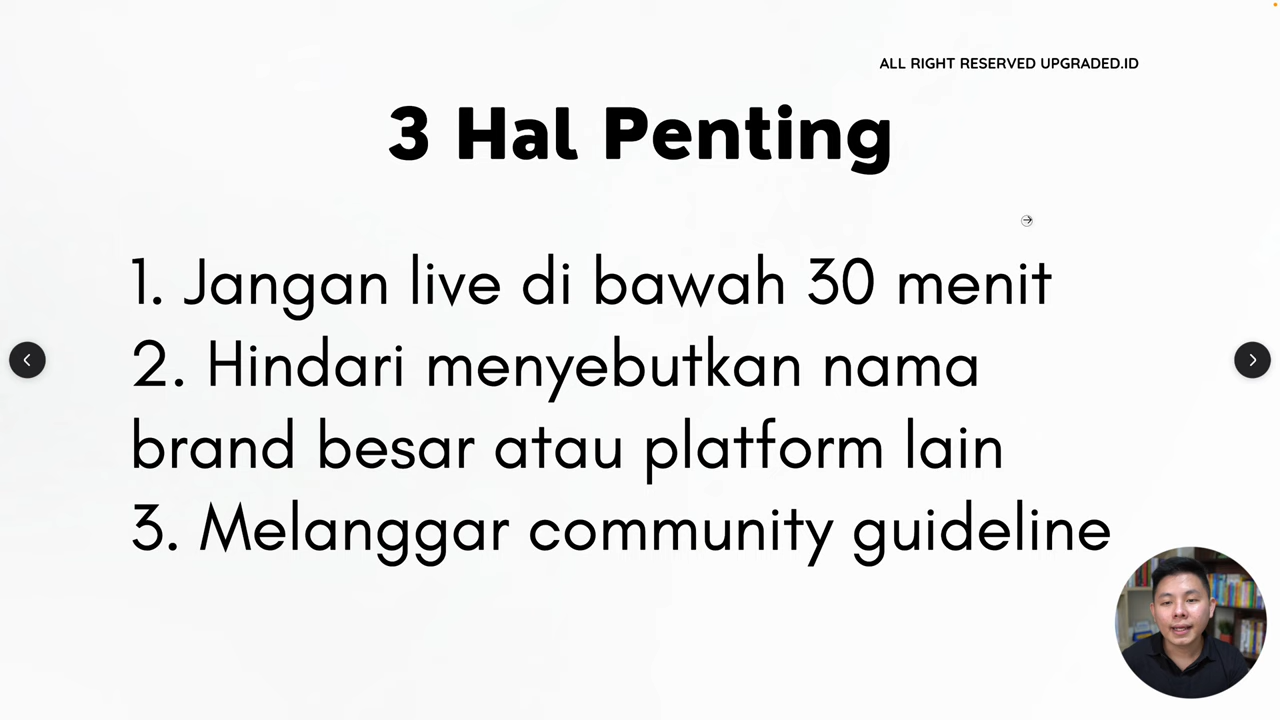 ALL RIGHT RESERVED UPGRADED.ID
3 Hal Penting
1. Jangan live di bawah 30 menit
2. Hindari menyebutkan nama
brand besar atau platform lain
3. Melanggar community guideline